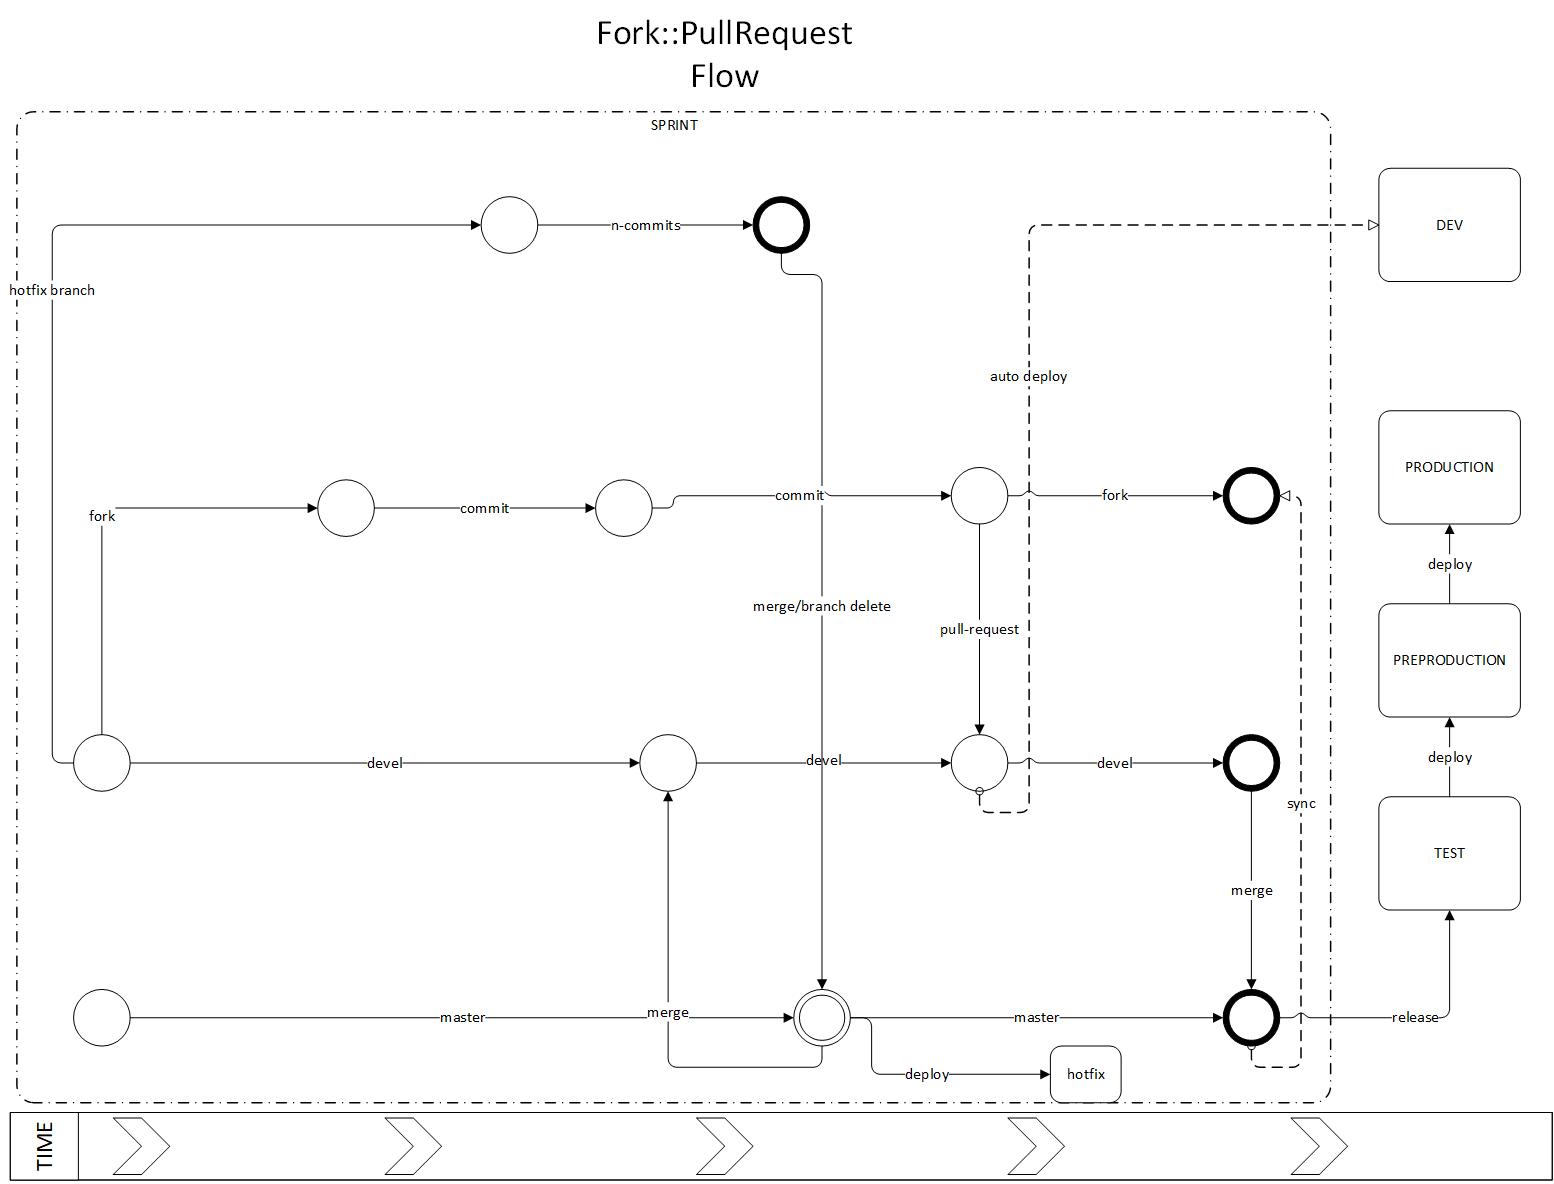 Fork::PullRequest
Flow
SPRINT
n-commits
DEV
hotfix branch
auto deploy
PRODUCTION
commit
fork
commit
fork
deploy
merge/branch delete
pull-request
PREPRODUCTION
deploy
devel
devel
devel
sync
TEST
merge
merge
master
master
release
deploy
hotfix
TIME